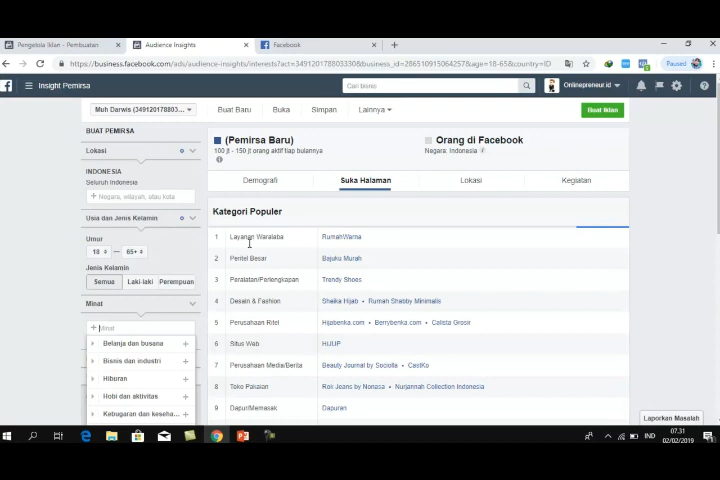 Pengelola Iklan - Pembuatan
Audience Insights
Facebook
https://business.facebook.com/ads/audience-insights/interests?act=349120178803330&business_id=286510915064257&age=18-65&country=ID
Paused
Insight Pemirsa
Cari bisnis
Onlinepreneur.id
Muh Darwis (349120178803...
Buat Baru
Buka
Simpan
Lainnya
Buat Iklan
BUAT PEMIRSA
Lokasi
INDONESIA
Seluruh Indonesia
Negara, wilayah, atau kota
Usia dan Jenis Kelamin
Umur
18 — 65+
Jenis Kelamin
Semua
Laki-laki
Perempuan
Minat
Minat
Belanja dan busana
Bisnis dan industri
Hiburan
Hobi dan aktivitas
Kebugaran dan keseha...
(Pemirsa Baru)
100 jt - 150 jt orang aktif tiap bulannya
Orang di Facebook
Negara: Indonesia
Demografi
Suka Halaman
Lokasi
Kegiatan
Kategori Populer
1 Layanan Waralaba RumahWarna
2 Peritel Besar Bajuku Murah
3 Peralatan/Perlengkapan Trendy Shoes
4 Desain & Fashion Sheika Hijab • Rumah Shabby Minimalis
5 Perusahaan Ritel Hijabenka.com • Berrybenka.com • Calista Grosir
6 Situs Web HIJUP
7 Perusahaan Media/Berita Beauty Journal by Sociolla • CastKo
8 Toko Pakaian Rok Jeans by Nonasa • Nurjannah Collection Indonesia
9 Dapur/Memasak Dapuran
Laporkan Masalah
IND
07.31
02/02/2019